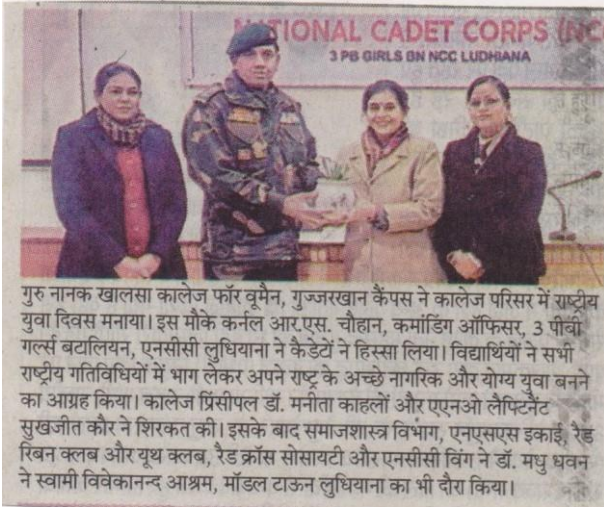 NATIONAL CADET CORPS (NCC
3 PB GIRLS BN NCC LUDHIANA
गुरु नानक खालसा कालेज फॉर वूमैन, गुज्जरखान कैंपस ने कालेज परिसर में राष्ट्रीय
युवा दिवस मनाया। इस मौके कर्नल आर.एस. चौहान, कमांडिंग ऑफिसर, 3 पीबी
गर्ल्स बटालियन, एनसीसी लुधियाना ने कैडेटों ने हिस्सा लिया। विद्यार्थियों ने सभी
राष्ट्रीय गतिविधियों में भाग लेकर अपने राष्ट्र के अच्छे नागरिक और योग्य युवा बनने
का आग्रह किया। कालेज प्रिंसीपल डॉ. मनीता काहलों और एएनओ लैफ्टिनैंट
सुखजीत कौर ने शिरकत की। इसके बाद समाजशास्त्र विभाग, एनएसएस इकाई, रैड
रिबन क्लब और यूथ क्लब, रैड क्रॉस सोसायटी और एनसीसी विंग ने डॉ. मधु धवन
ने स्वामी विवेकानन्द आश्रम, मॉडल टाऊन लुधियाना का भी दौरा किया।